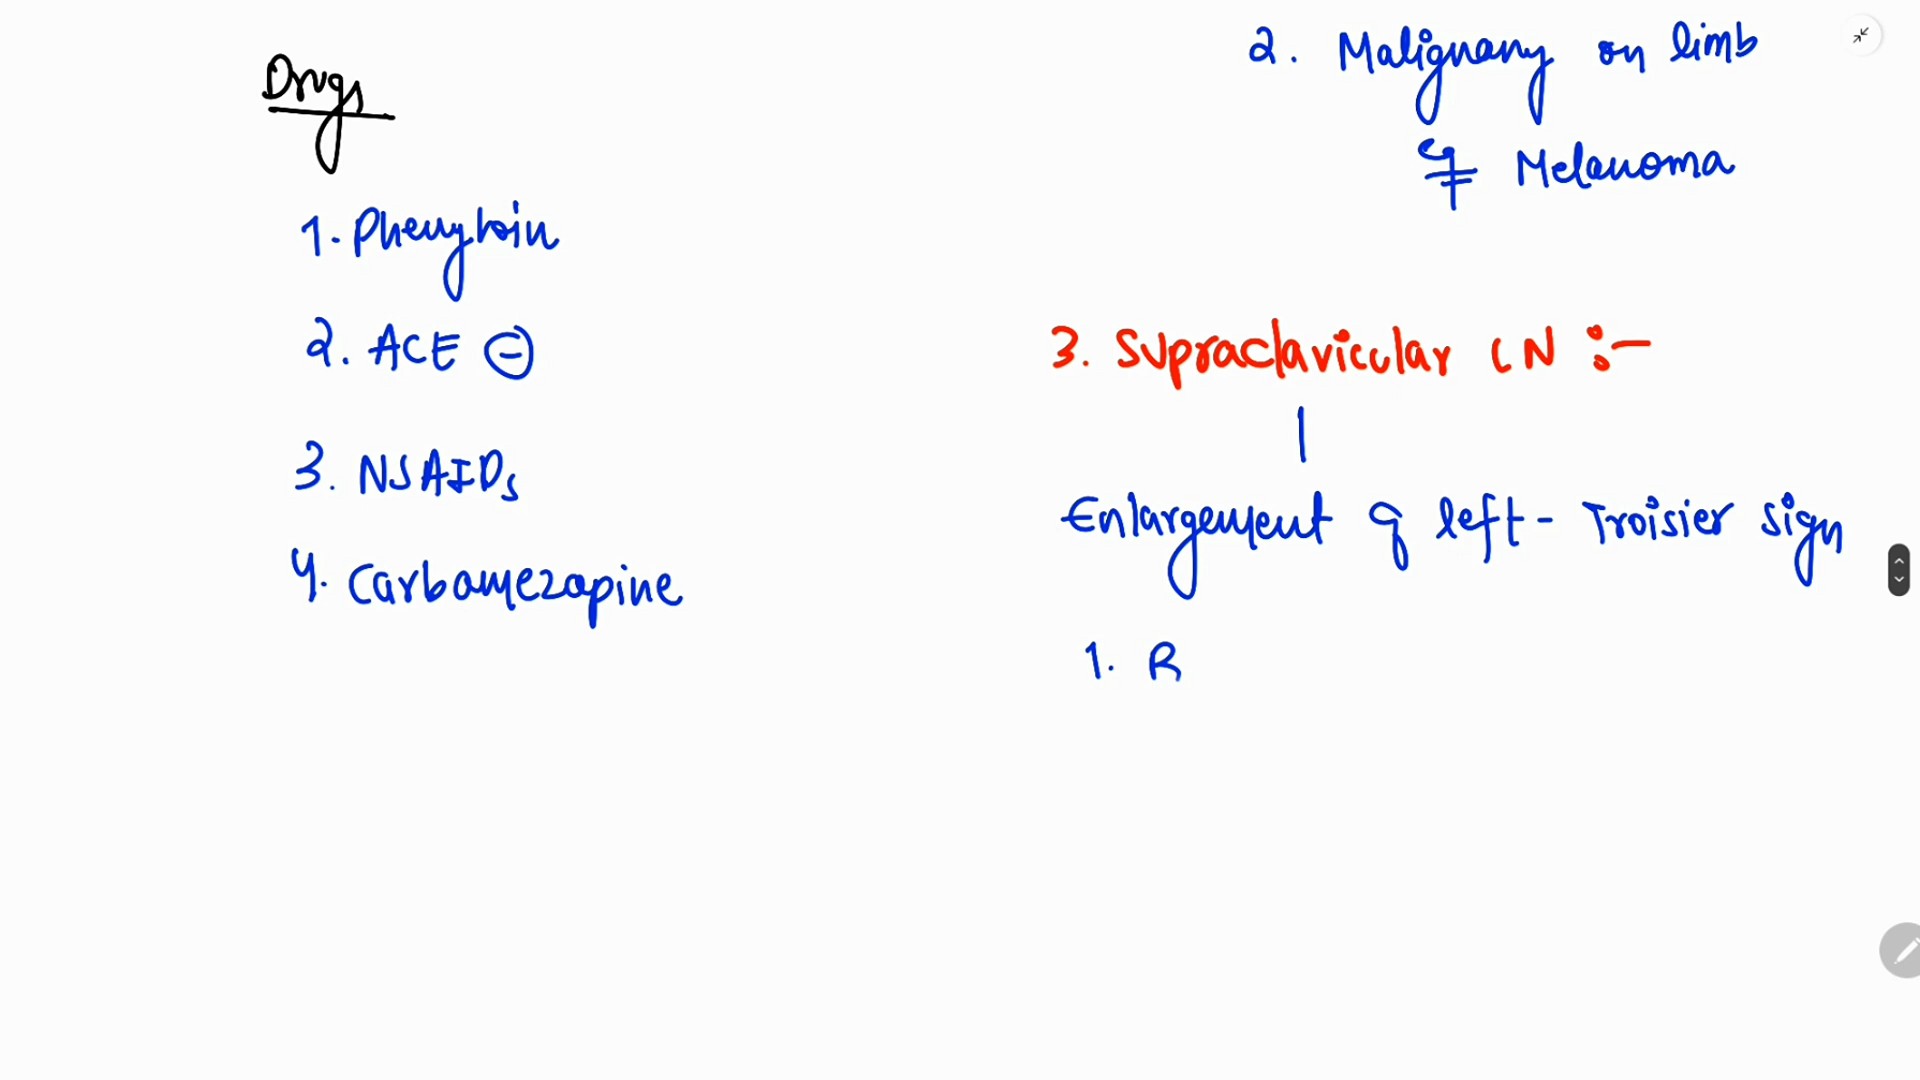 Drugs
1. Phenytoin
2. ACE ⊖
3. NSAIDs
4. Carbamezapine
2. Malignany on limb
eg Melanoma
3. Supraclavicular LN :-
Enlargement of left - Troisier sign
1. B